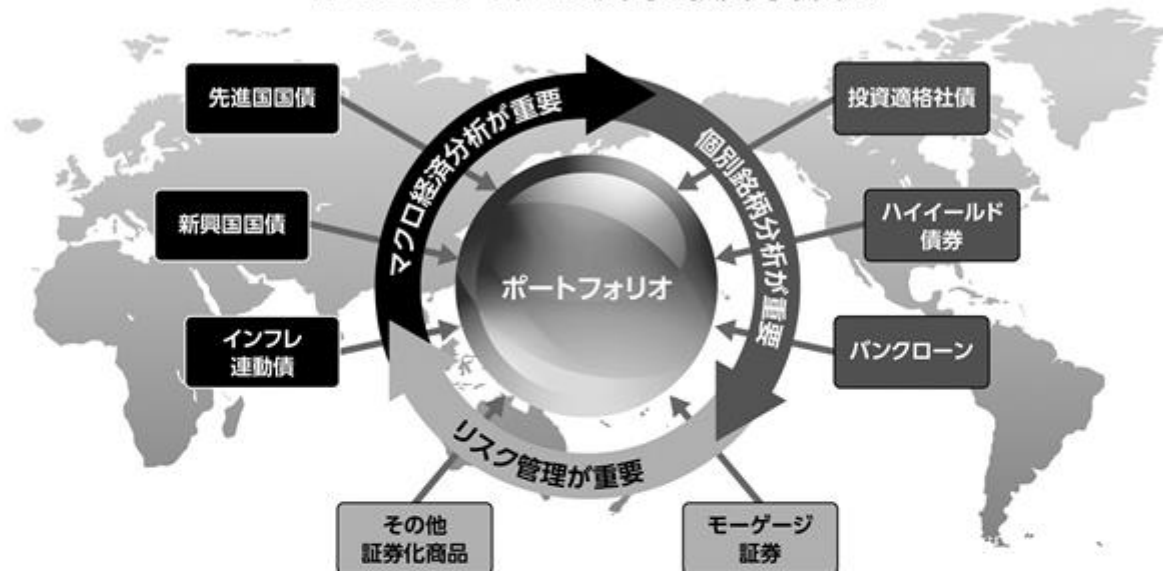 先進国国債
投資適格社債
マクロ経済分析が重要
個別銘柄分析が重要
新興国国債
ハイイールド
債券
ポートフォリオ
インフレ
連動債
バンクローン
リスク管理が重要
その他
証券化商品
モーゲージ
証券